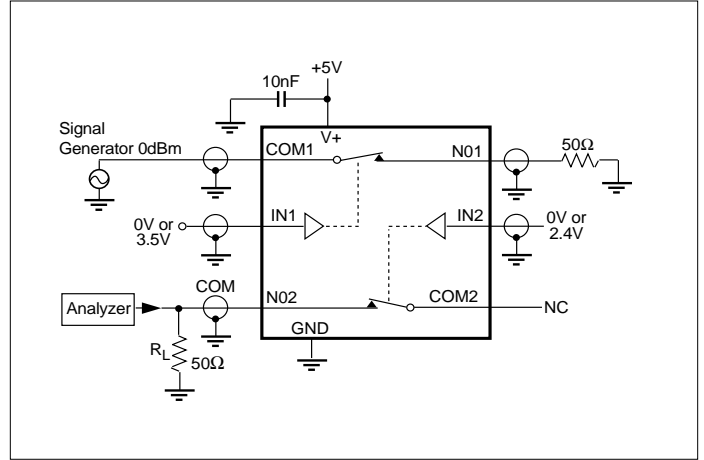 +5V
10nF
Signal
Generator 0dBm
V+
COM1
N01
50Ω
0V or
3.5V
IN1
IN2
0V or
2.4V
COM
N02
COM2
NC
Analyzer
GND
RL
50Ω